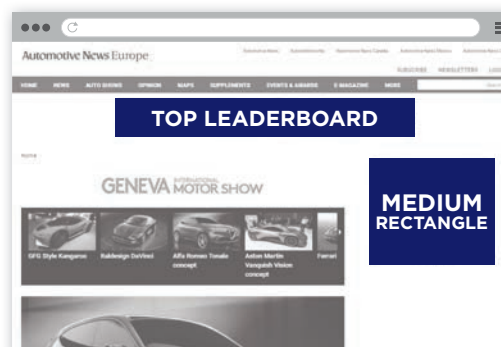 Automotive News Europe
SUBSCRIBE NEWSLETTERS
HOME NEWS AUTO SHOWS OPINION MAPS SUPPLEMENTS EVENTS & AWARDS E-MAGAZINE MORE
TOP LEADERBOARD
Home
GENEVA INTERNATIONAL MOTOR SHOW
MEDIUM
RECTANGLE
GFG Style Kangaroo Italdesign DaVinci Alfa Romeo Tonale Aston Martin Ferrari
concept Vanquish Vision
concept